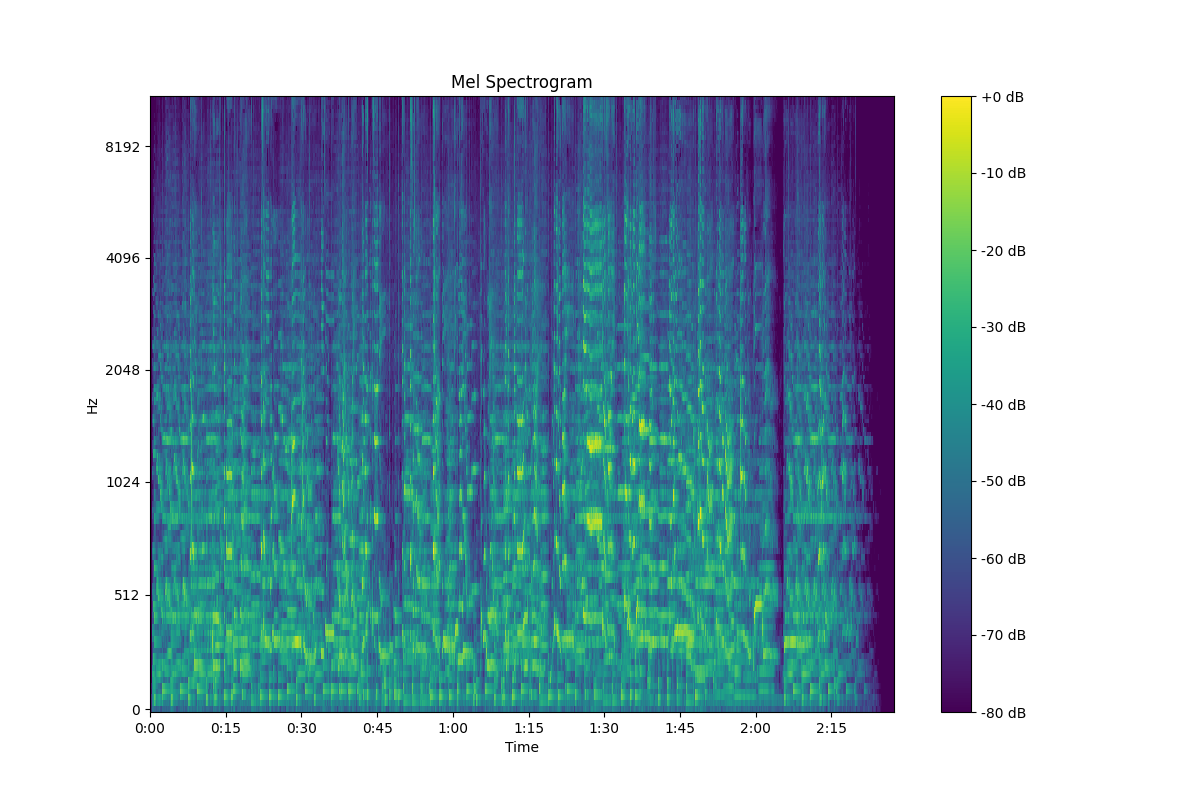 Mel Spectrogram
8192
4096
2048
1024
512
0
Hz
0:00 0:15 0:30 0:45 1:00 1:15 1:30 1:45 2:00 2:15
Time
+0 dB
-10 dB
-20 dB
-30 dB
-40 dB
-50 dB
-60 dB
-70 dB
-80 dB